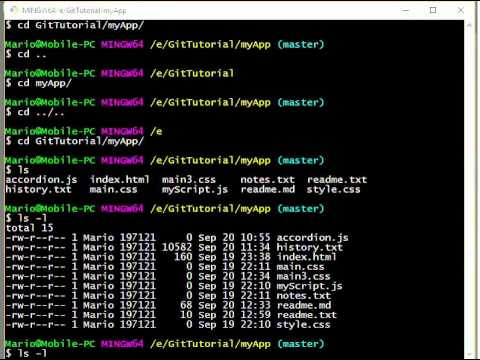 MINGW64:/e/GitTutorial/myApp
$ cd GitTutorial/myApp/
Mario@Mobile-PC MINGW64 /e/GitTutorial/myApp (master)
$ cd ..
Mario@Mobile-PC MINGW64 /e/GitTutorial
$ cd myApp/
Mario@Mobile-PC MINGW64 /e/GitTutorial/myApp (master)
$ cd ../..
Mario@Mobile-PC MINGW64 /e
$ cd GitTutorial/myApp/
Mario@Mobile-PC MINGW64 /e/GitTutorial/myApp (master)
$ ls
accordion.js index.html main3.css notes.txt readme.txt
history.txt main.css myScript.js readme.md style.css
Mario@Mobile-PC MINGW64 /e/GitTutorial/myApp (master)
$ ls -l
total 15
-rw-r--r-- 1 Mario 197121 0 Sep 20 10:55 accordion.js
-rw-r--r-- 1 Mario 197121 10582 Sep 20 11:34 history.txt
-rw-r--r-- 1 Mario 197121 160 Sep 19 23:38 index.html
-rw-r--r-- 1 Mario 197121 0 Sep 19 22:11 main.css
-rw-r--r-- 1 Mario 197121 0 Sep 20 12:34 main3.css
-rw-r--r-- 1 Mario 197121 0 Sep 19 22:10 myScript.js
-rw-r--r-- 1 Mario 197121 0 Sep 19 22:11 notes.txt
-rw-r--r-- 1 Mario 197121 68 Sep 20 12:33 readme.md
-rw-r--r-- 1 Mario 197121 10 Sep 20 12:59 readme.txt
-rw-r--r-- 1 Mario 197121 0 Sep 19 22:10 style.css
Mario@Mobile-PC MINGW64 /e/GitTutorial/myApp (master)
$ ls -l